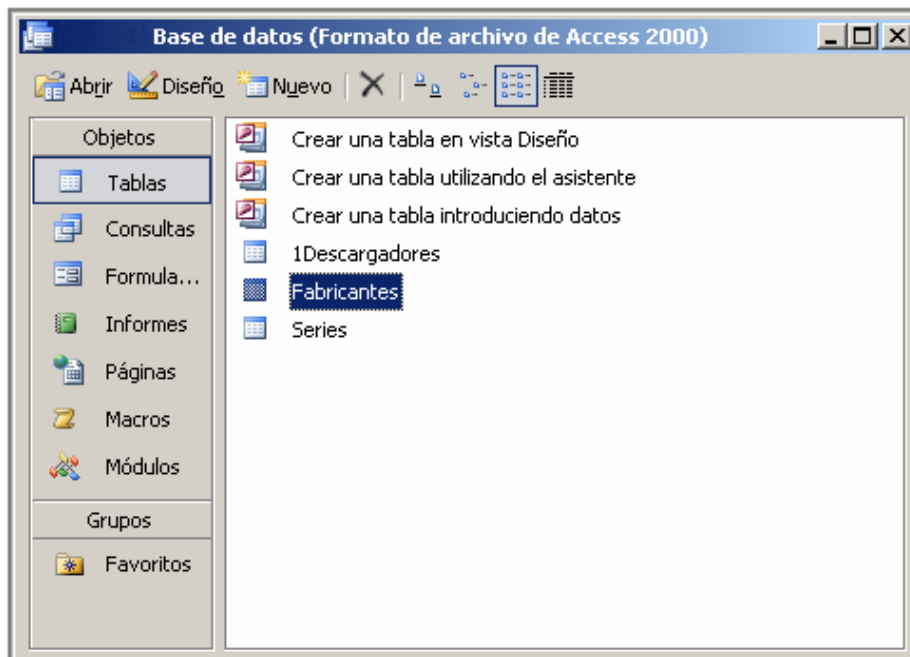 Base de datos (Formato de archivo de Access 2000)
Abrir Diseño Nuevo
Objetos
Tablas
Consultas
Formula...
Informes
Páginas
Macros
Módulos
Grupos
Favoritos
Crear una tabla en vista Diseño
Crear una tabla utilizando el asistente
Crear una tabla introduciendo datos
1Descargadores
Fabricantes
Series